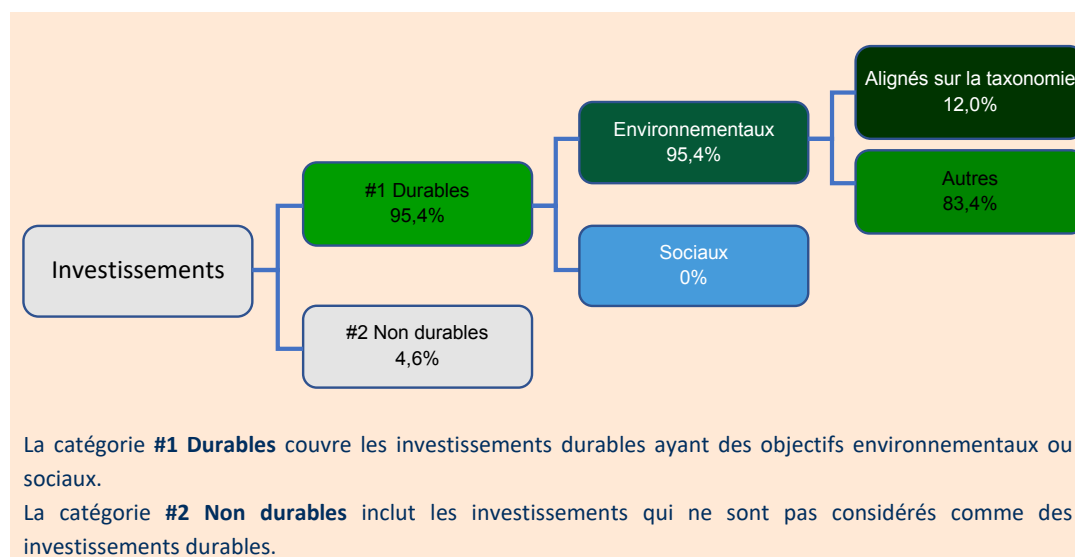 Alignés sur la taxonomie
12,0%
Environnementaux
95,4%
#1 Durables
95,4%
Autres
83,4%
Investissements
Sociaux
0%
#2 Non durables
4,6%
La catégorie #1 Durables couvre les investissements durables ayant des objectifs environnementaux ou
sociaux.
La catégorie #2 Non durables inclut les investissements qui ne sont pas considérés comme des
investissements durables.